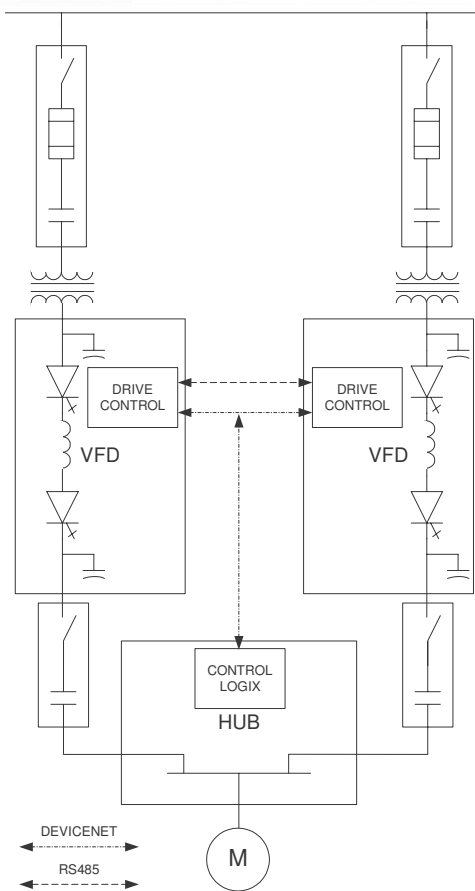 DRIVE
CONTROL
VFD
DRIVE
CONTROL
VFD
CONTROL
LOGIX
HUB
DEVICENET
RS485
M